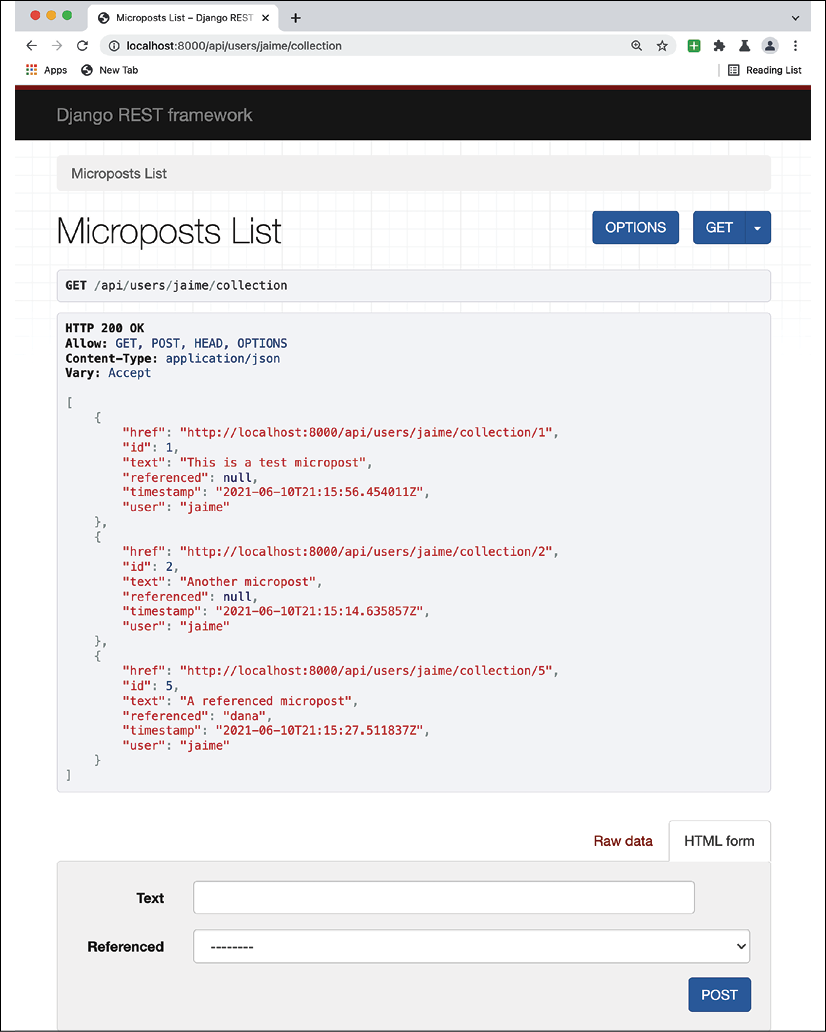 Microposts List – Django REST
localhost:8000/api/users/jaime/collection
Apps New Tab Reading List
Django REST framework
Microposts List
Microposts List OPTIONS GET
GET /api/users/jaime/collection
HTTP 200 OK
Allow: GET, POST, HEAD, OPTIONS
Content-Type: application/json
Vary: Accept
[
{
"href": "http://localhost:8000/api/users/jaime/collection/1",
"id": 1,
"text": "This is a test micropost",
"referenced": null,
"timestamp": "2021-06-10T21:15:56.454011Z",
"user": "jaime"
},
{
"href": "http://localhost:8000/api/users/jaime/collection/2",
"id": 2,
"text": "Another micropost",
"referenced": null,
"timestamp": "2021-06-10T21:15:14.635857Z",
"user": "jaime"
},
{
"href": "http://localhost:8000/api/users/jaime/collection/5",
"id": 5,
"text": "A referenced micropost",
"referenced": "dana",
"timestamp": "2021-06-10T21:15:27.511837Z",
"user": "jaime"
}
]
Raw data HTML form
Text
Referenced --------
POST